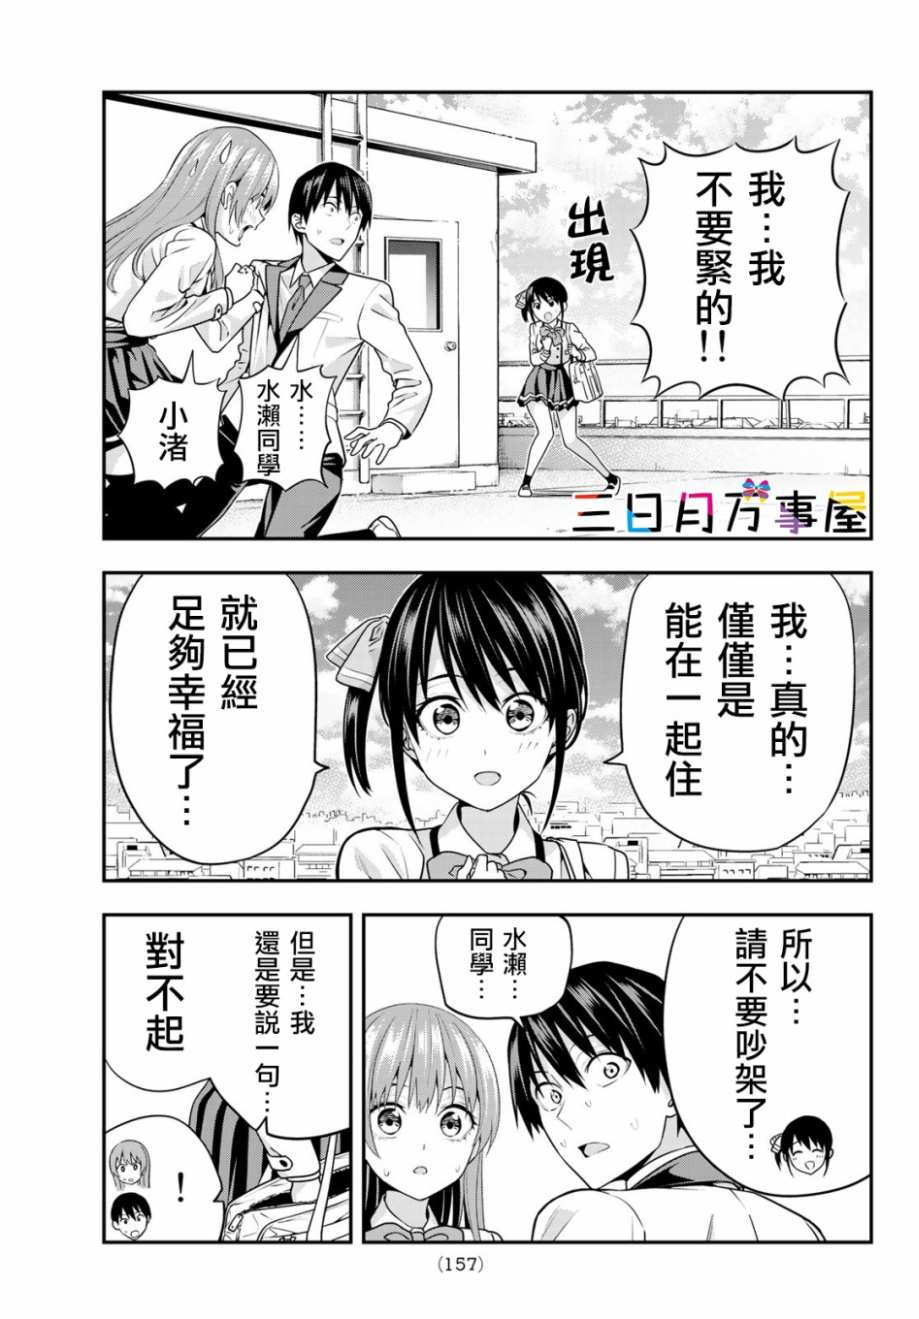 我…我
不要緊的!!
出現
水……
水瀨同學
小渚
三日月万事屋
我…真的…
僅僅是
能在一起住
就已經
足夠幸福了…
所以…
請不要吵架了…
水瀨…
同學…
但是…我
還是要說一句……
對不起
！
(157)